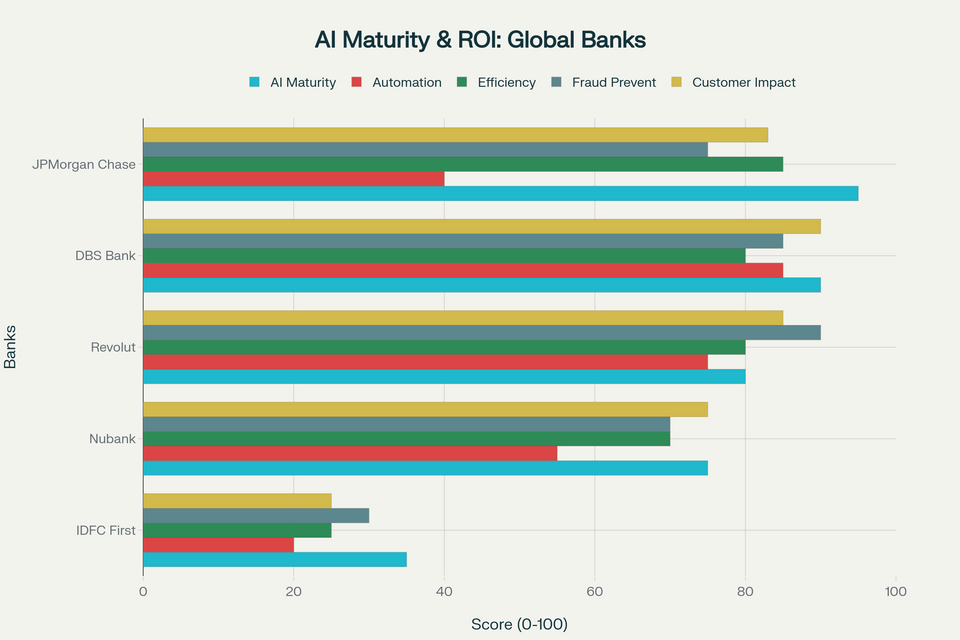 AI Maturity & ROI: Global Banks
AI Maturity Automation Efficiency Fraud Prevent Customer Impact
JPMorgan Chase
DBS Bank
Revolut
Nubank
IDFC First
Banks
0 20 40 60 80 100
Score (0-100)